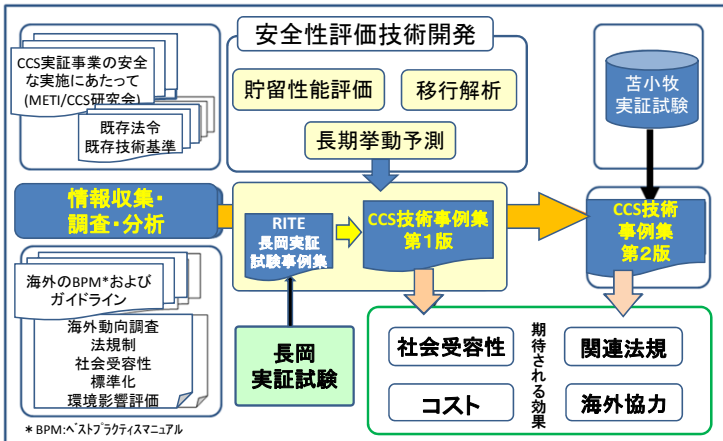 CCS実証事業の安全
な実施にあたって
(METI/CCS研究会)
既存法令
既存技術基準
安全性評価技術開発
貯留性能評価
移行解析
長期挙動予測
苫小牧
実証試験
情報収集・
調査・分析
RITE
長岡実証
試験事例集
CCS技術事例集
第1版
CCS技術
事例集
第2版
海外のBPM*および
ガイドライン
海外動向調査
法規制
社会受容性
標準化
環境影響評価
長岡
実証試験
社会受容性
コスト
期待される効果
関連法規
海外協力
* BPM:ベストプラクティスマニュアル